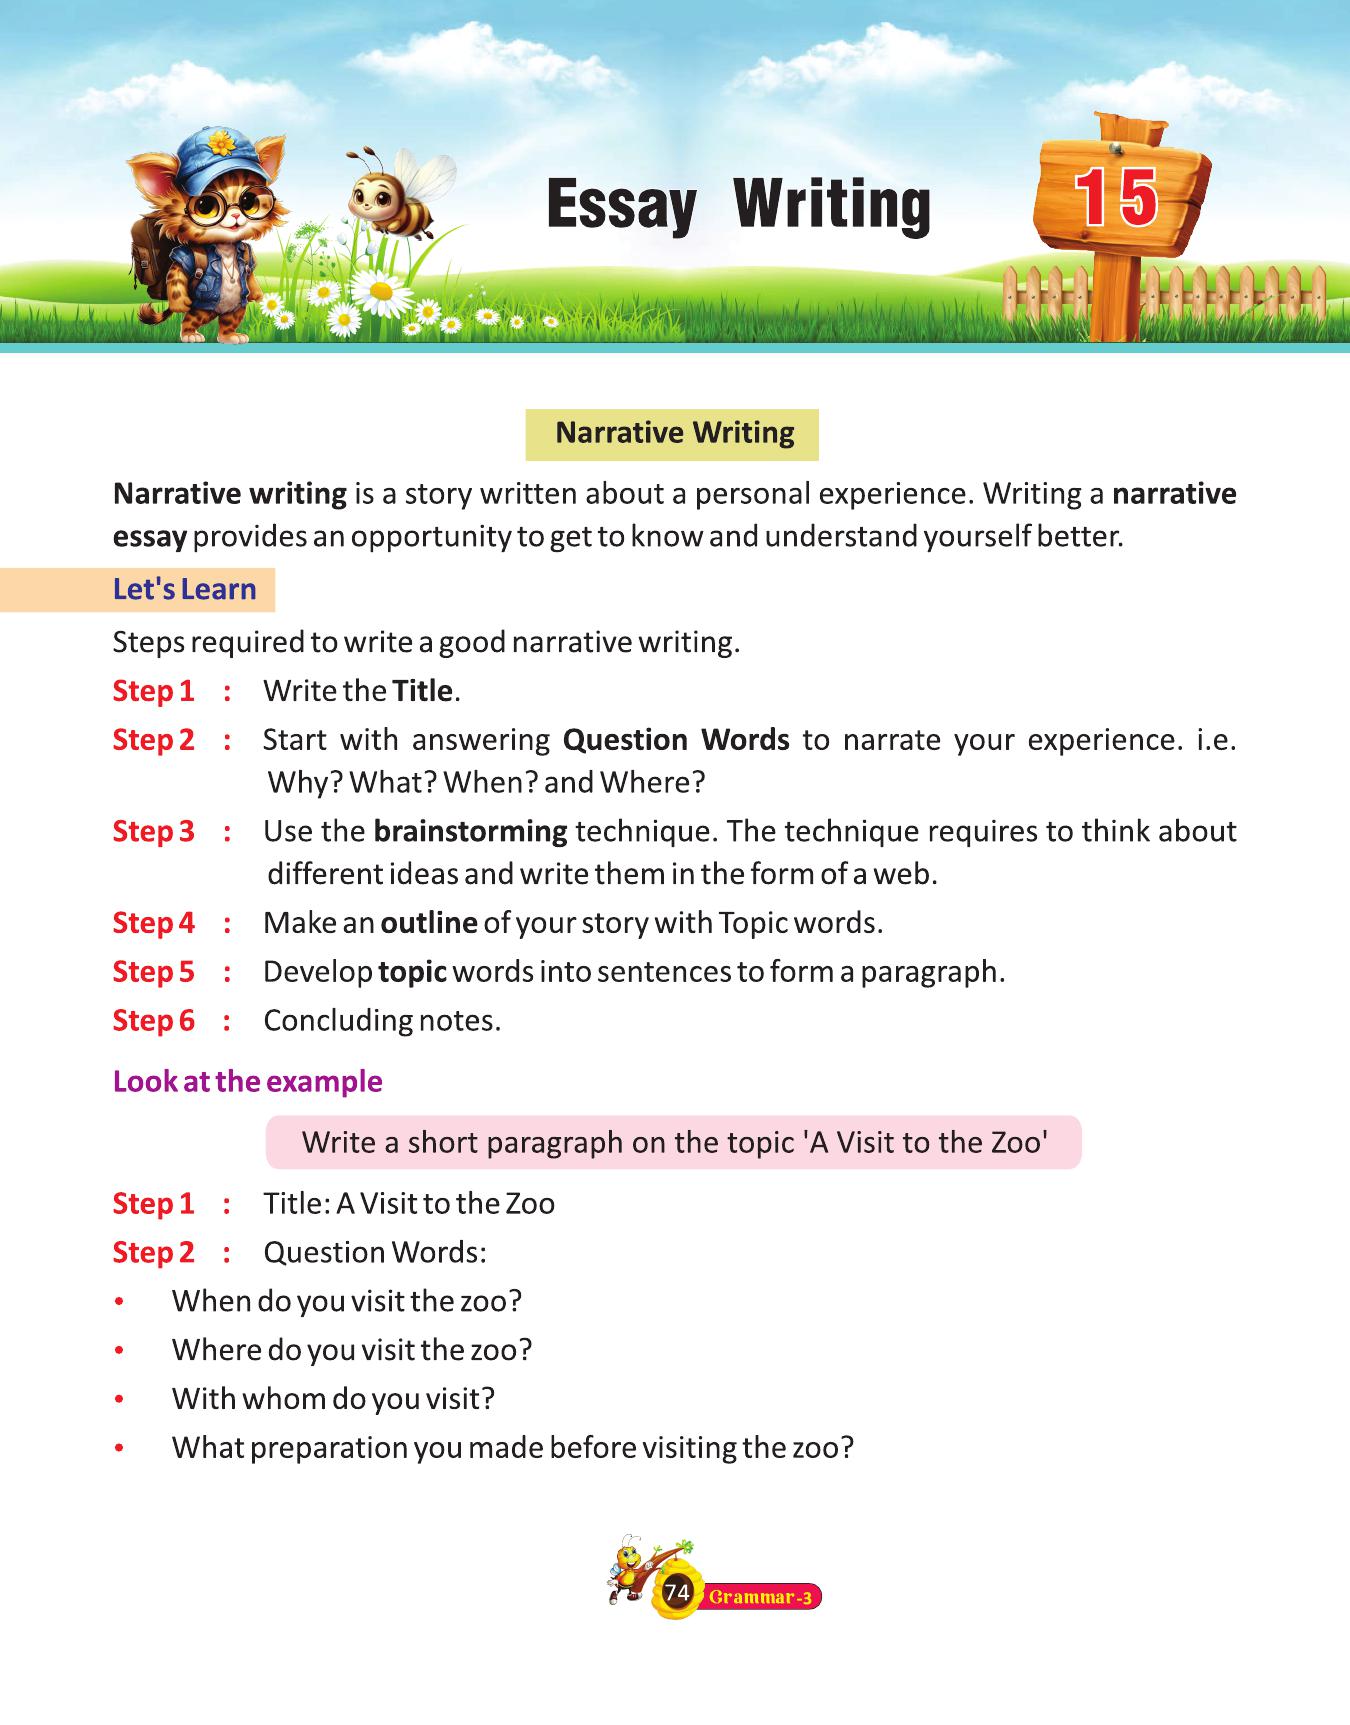 Essay Writing
15
Narrative Writing
Narrative writing is a story written about a personal experience. Writing a narrative
essay provides an opportunity to get to know and understand yourself better.
Let's Learn
Steps required to write a good narrative writing.
Step 1 : Write the Title.
Step 2 : Start with answering Question Words to narrate your experience. i.e.
Why? What? When? and Where?
Step 3 : Use the brainstorming technique. The technique requires to think about
different ideas and write them in the form of a web.
Step 4 : Make an outline of your story with Topic words.
Step 5 : Develop topic words into sentences to form a paragraph.
Step 6 : Concluding notes.
Look at the example
Write a short paragraph on the topic 'A Visit to the Zoo'
Step 1 : Title: A Visit to the Zoo
Step 2 : Question Words:
• When do you visit the zoo?
• Where do you visit the zoo?
• With whom do you visit?
• What preparation you made before visiting the zoo?
74 Grammar-3